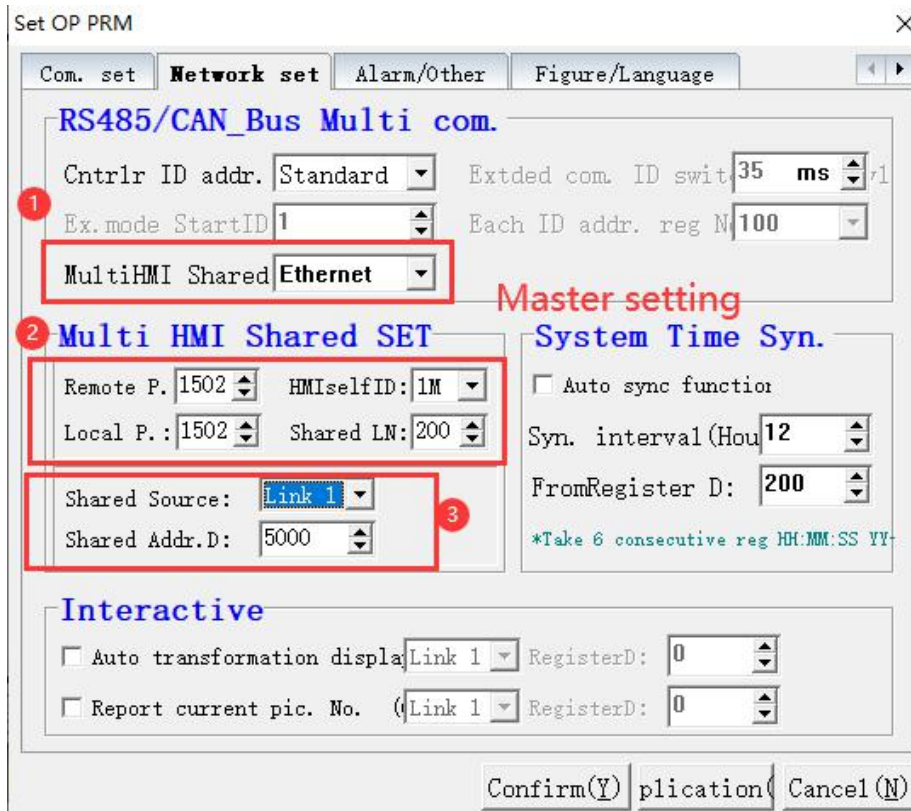 Set OP PRM
Com. set Network set Alarm/Other Figure/Language
RS485/CAN_Bus Multi com.
Cntrlr ID addr. Standard Extded com. ID swit 35 ms
1
Ex.mode StartID 1 Each ID addr. reg N 100
MultiHMI Shared Ethernet
Master setting
2 Multi HMI Shared SET System Time Syn.
Remote P. 1502 HMIselfID: 1M Auto sync function
Local P. : 1502 Shared LN: 200 Syn. interval(Hou 12
Shared Source: Link 1 FromRegister D: 200
3
Shared Addr.D: 5000 *Take 6 consecutive reg HH:MM:SS YY-
Interactive
Auto transformation displa Link 1 RegisterD: 0
Report current pic. No. ( Link 1 RegisterD: 0
Confirm(Y) plication( Cancel(N)